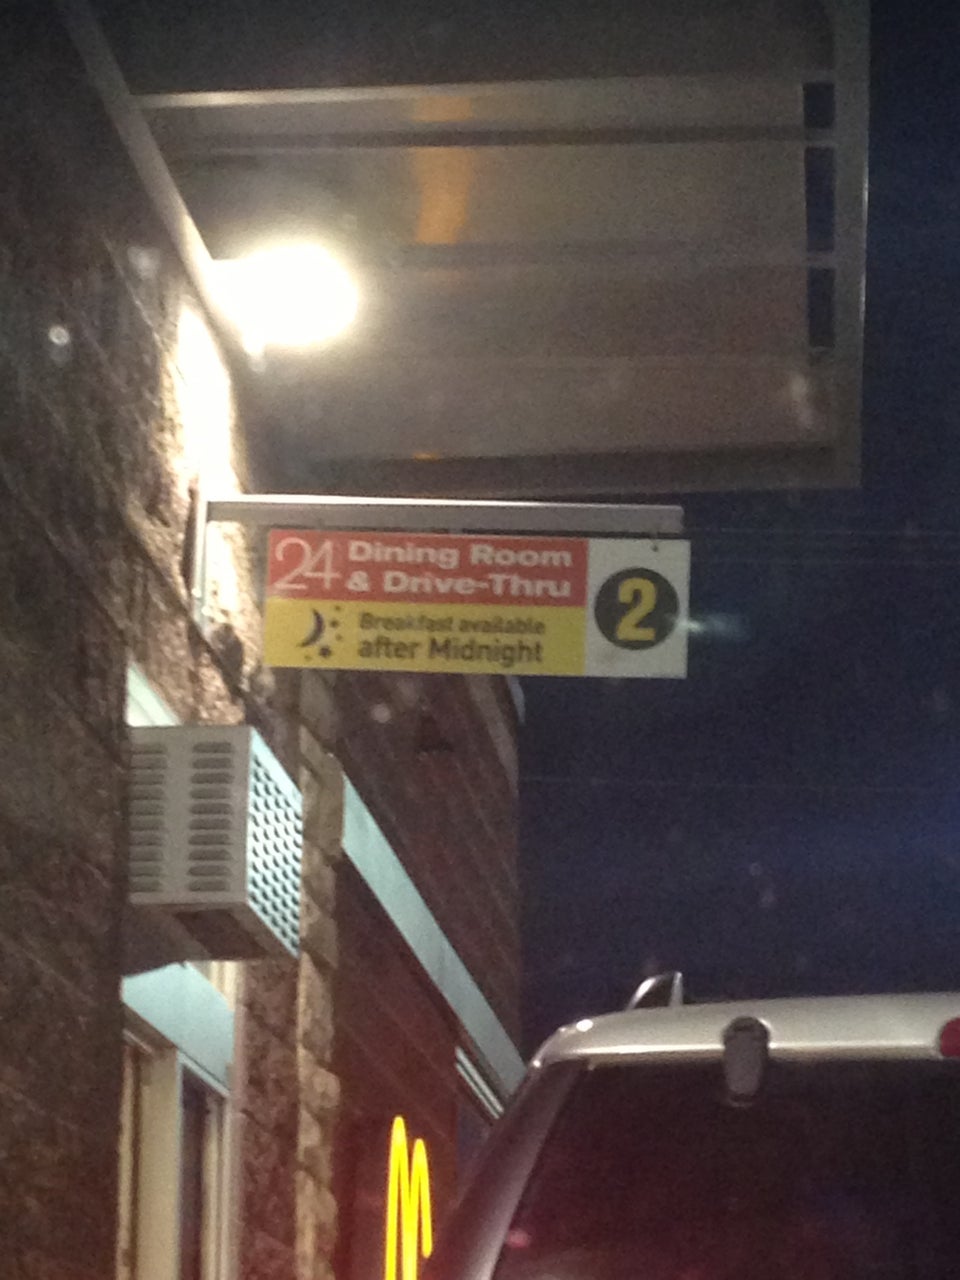 24 Dining Room
& Drive-Thru
Breakfast available
after Midnight
2